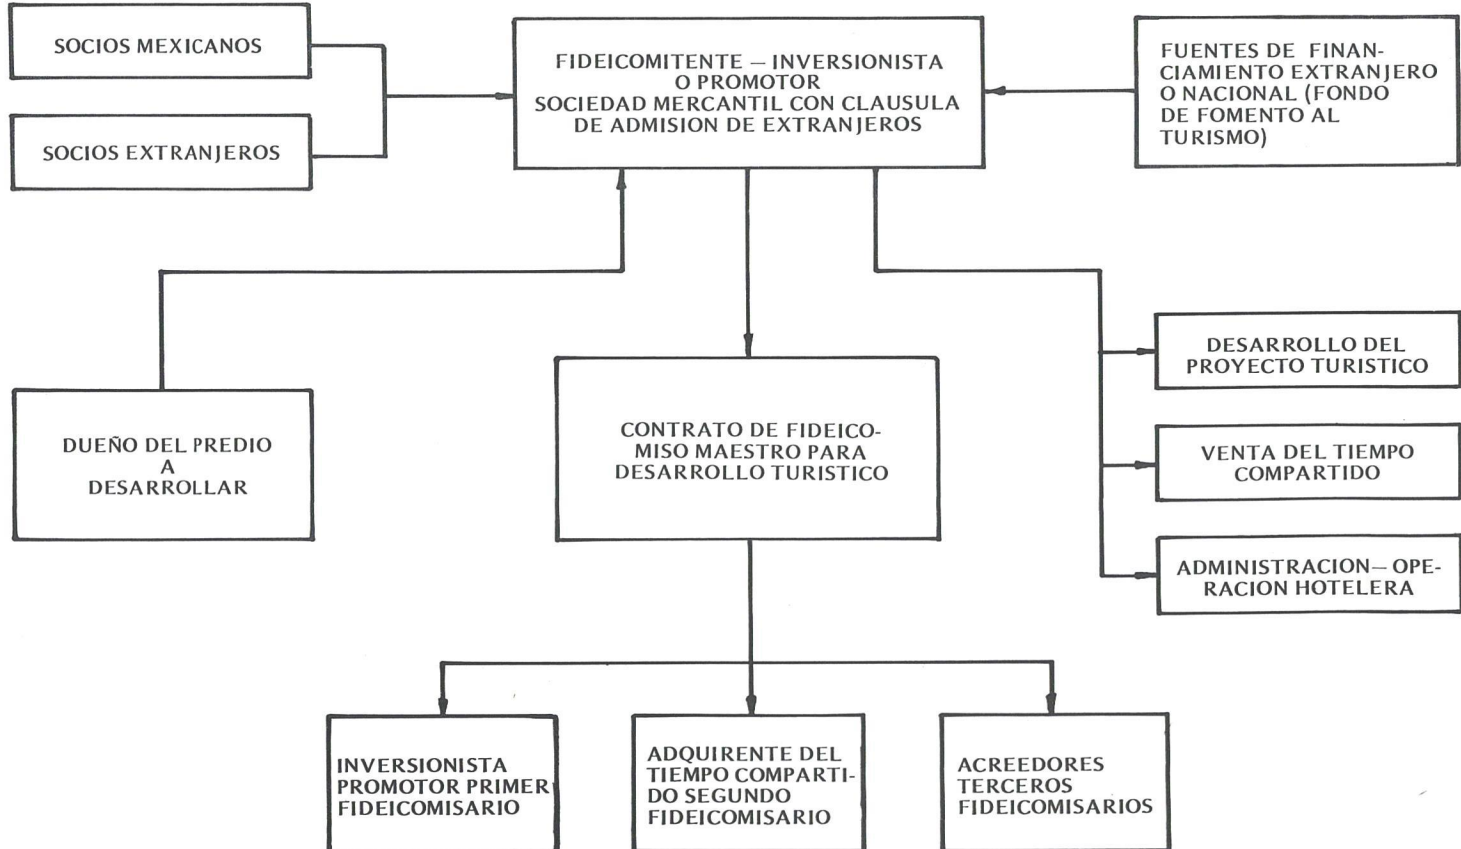 SOCIOS MEXICANOS
SOCIOS EXTRANJEROS
FIDEICOMITENTE – INVERSIONISTA
O PROMOTOR
SOCIEDAD MERCANTIL CON CLAUSULA
DE ADMISION DE EXTRANJEROS
FUENTES DE FINAN-
CIAMIENTO EXTRANJERO
O NACIONAL (FONDO
DE FOMENTO AL
TURISMO)
DUEÑO DEL PREDIO
A
DESARROLLAR
CONTRATO DE FIDEICO-
MISO MAESTRO PARA
DESARROLLO TURISTICO
DESARROLLO DEL
PROYECTO TURISTICO
VENTA DEL TIEMPO
COMPARTIDO
ADMINISTRACION– OPE-
RACION HOTELERA
INVERSIONISTA
PROMOTOR PRIMER
FIDEICOMISARIO
ADQUIRENTE DEL
TIEMPO COMPARTI-
DO SEGUNDO
FIDEICOMISARIO
ACREEDORES
TERCEROS
FIDEICOMISARIOS